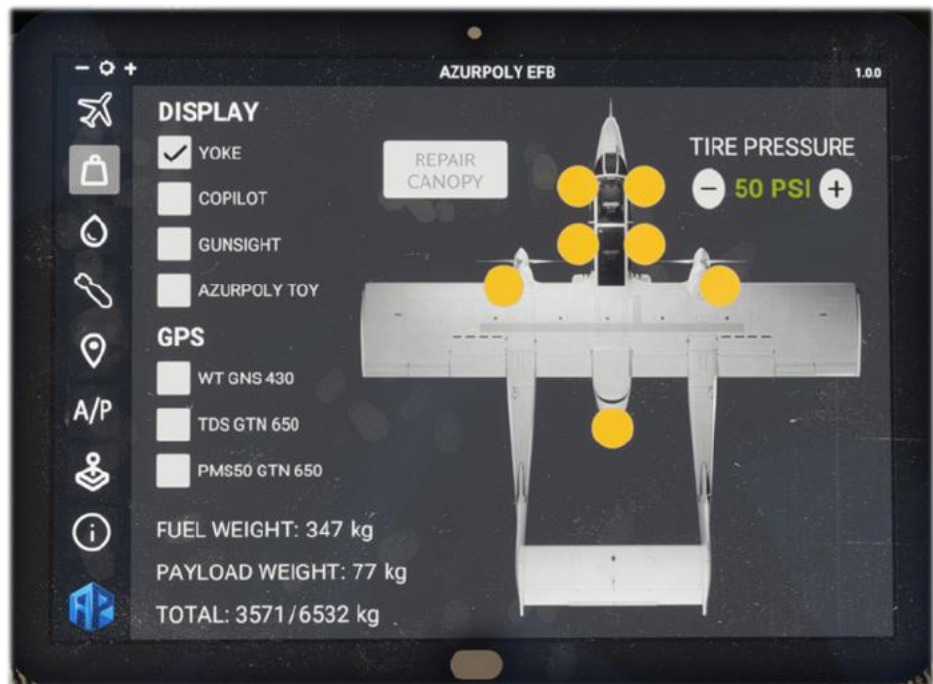 AZURPOLY EFB
1.0.0
DISPLAY
YOKE
COPILOT
GUNSIGHT
AZURPOLY TOY
GPS
WT GNS 430
TDS GTN 650
PMS50 GTN 650
FUEL WEIGHT: 347 kg
PAYLOAD WEIGHT: 77 kg
TOTAL: 3571/6532 kg
REPAIR
CANOPY
TIRE PRESSURE
50 PSI
A/P